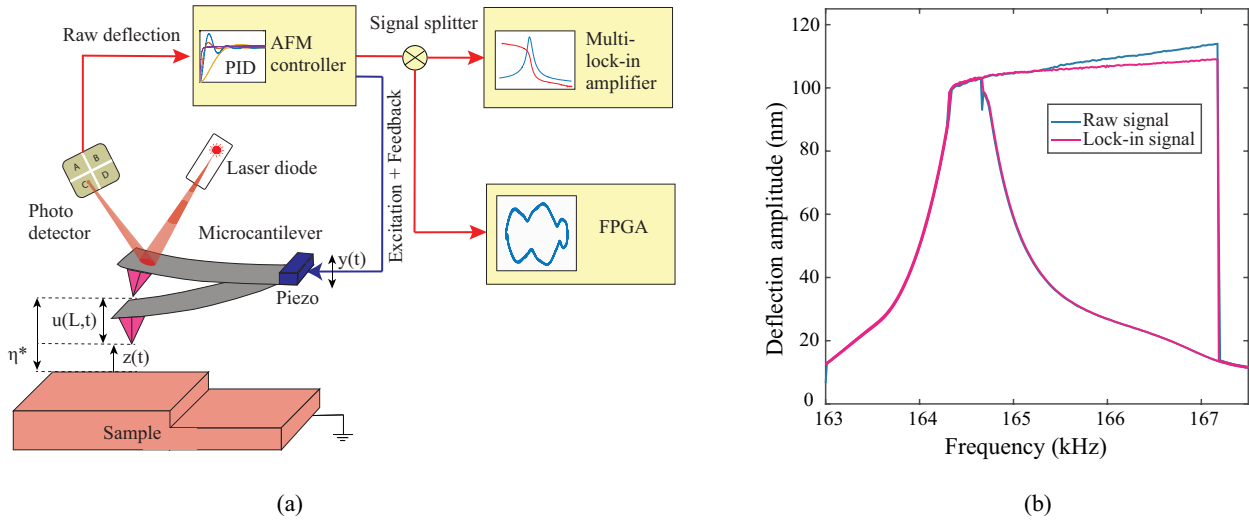 Raw deflection
AFM
controller
PID
Signal splitter
Multi-
lock-in
amplifier
A
B
C
D
Laser diode
Photo
detector
Microcantilever
Excitation + Feedback
FPGA
y(t)
Piezo
u(L,t)
η*
z(t)
Sample
(a)
Deflection amplitude (nm)
120
100
80
60
40
20
0
Raw signal
Lock-in signal
163
164
165
166
167
Frequency (kHz)
(b)